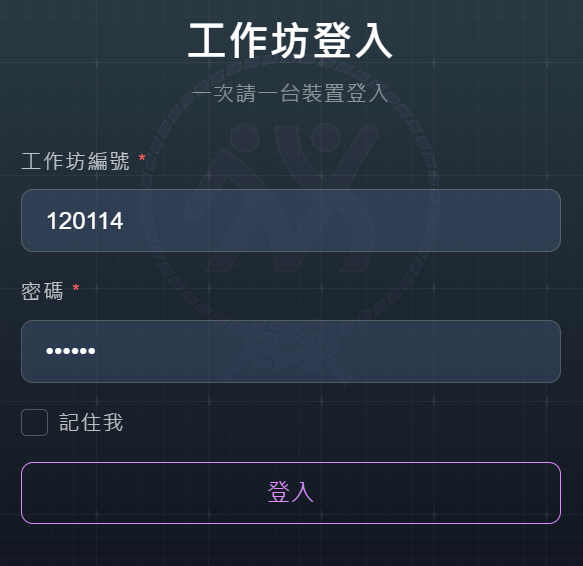 工作坊登入
一次請一台裝置登入
工作坊編號 *
120114
密碼 *
••••••
記住我
登入